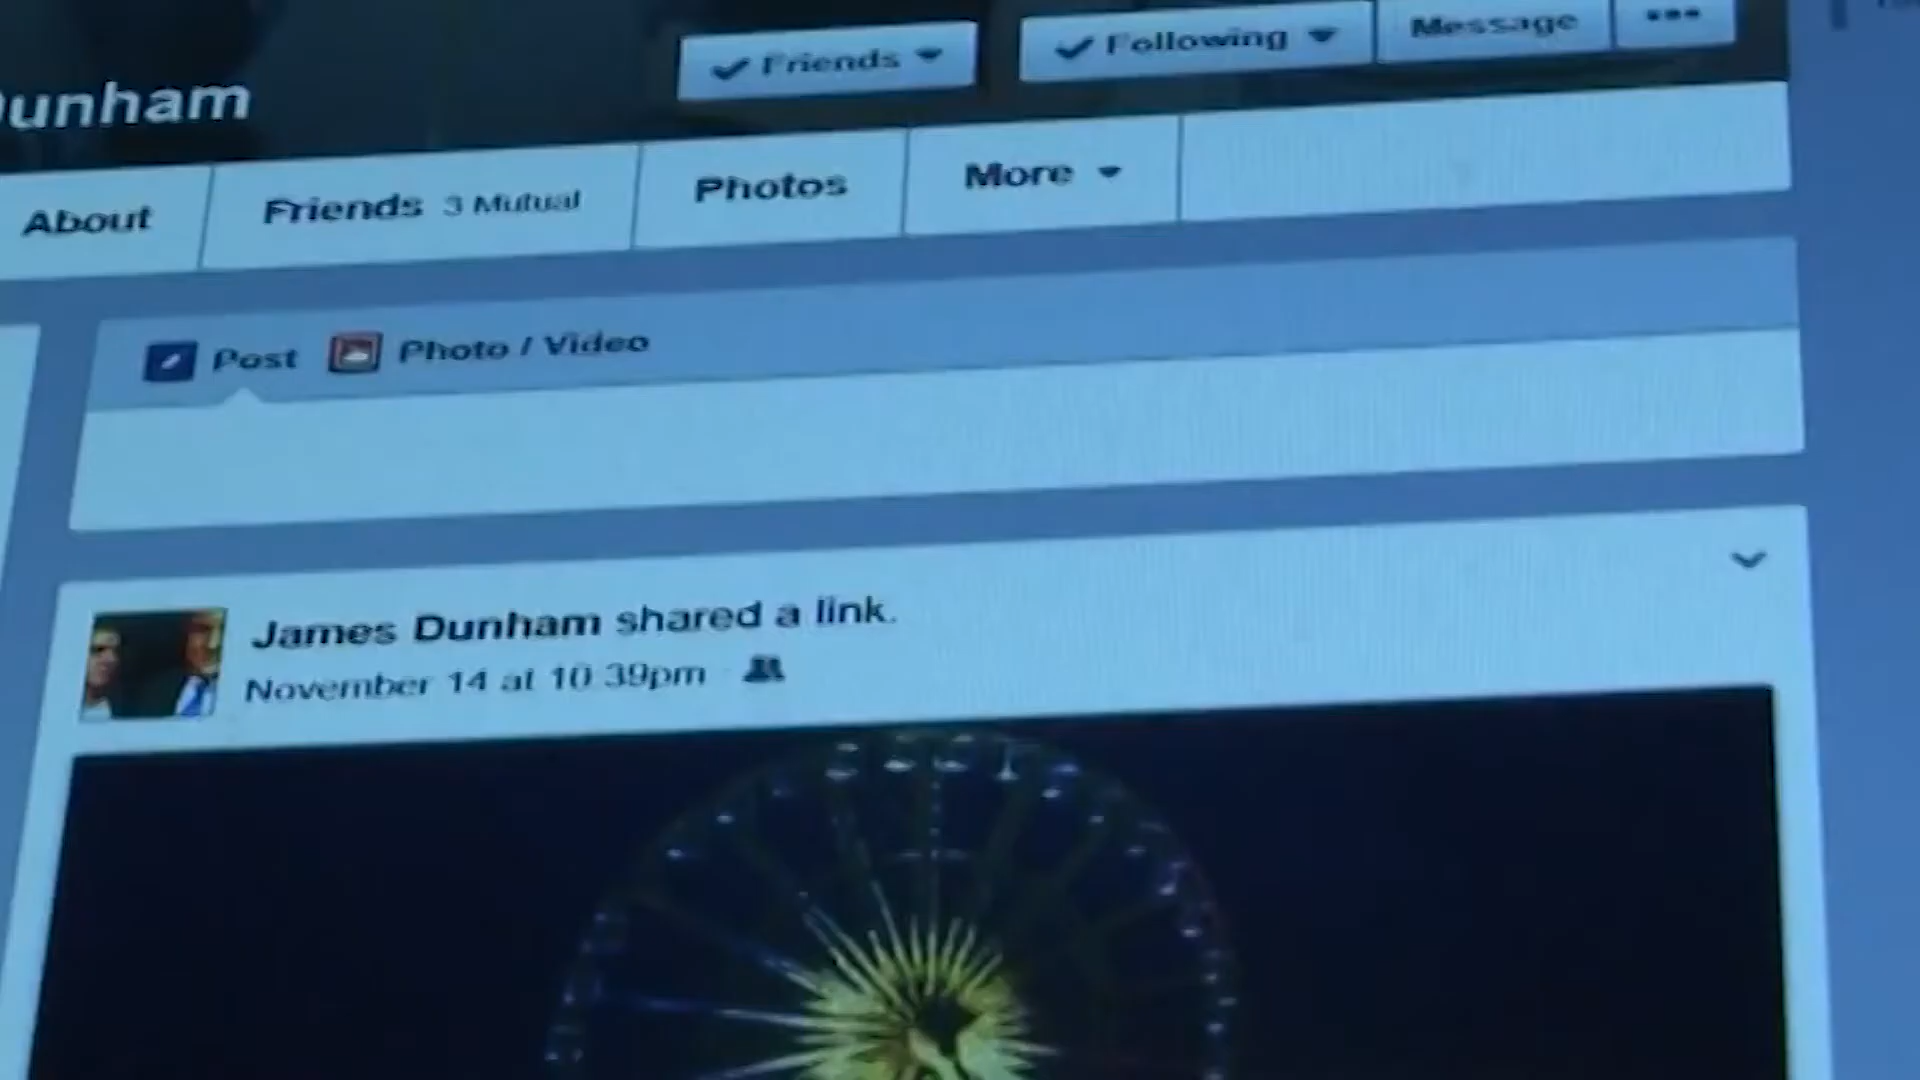 Friends
Following
Message
unham
About
Friends 3 Mutual
Photos
More
Post
Photo / Video
James Dunham shared a link.
November 14 at 10:39pm